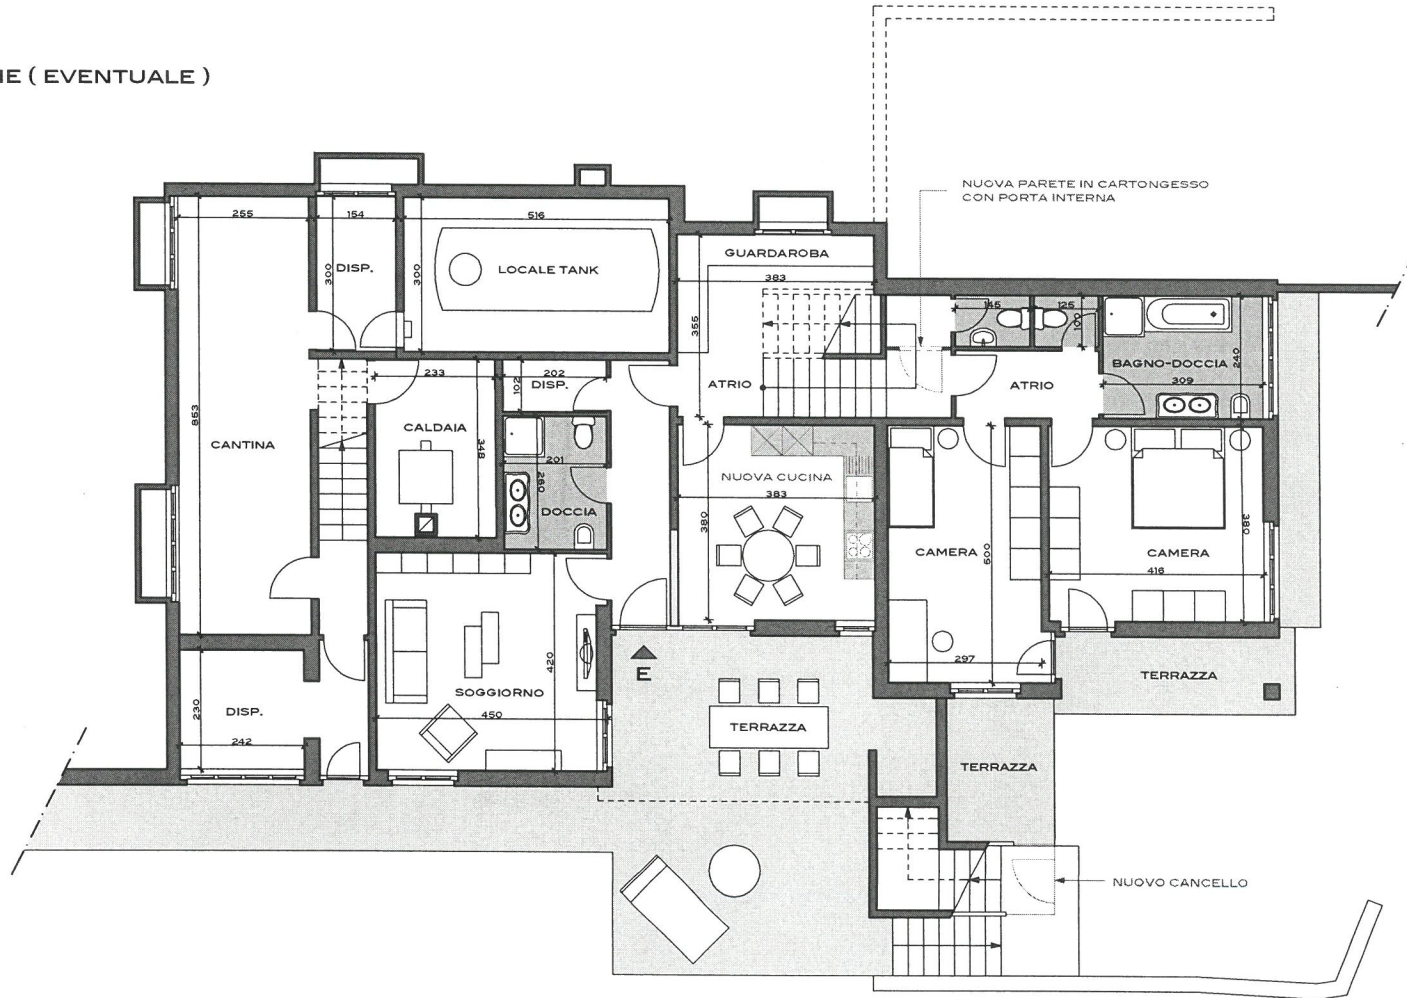 IE ( EVENTUALE )
NUOVA PARETE IN CARTONGESSO
CON PORTA INTERNA
255
154
516
GUARDAROBA
383
DISP.
300
300
LOCALE TANK
355
145
125
100
BAGNO-DOCCIA
240
309
233
202
DISP.
102
ATRIO
ATRIO
853
CANTINA
CALDAIA
348
201
260
DOCCIA
NUOVA CUCINA
383
380
CAMERA
600
CAMERA
416
380
297
420
SOGGIORNO
450
E
230
DISP.
242
TERRAZZA
TERRAZZA
TERRAZZA
NUOVO CANCELLO